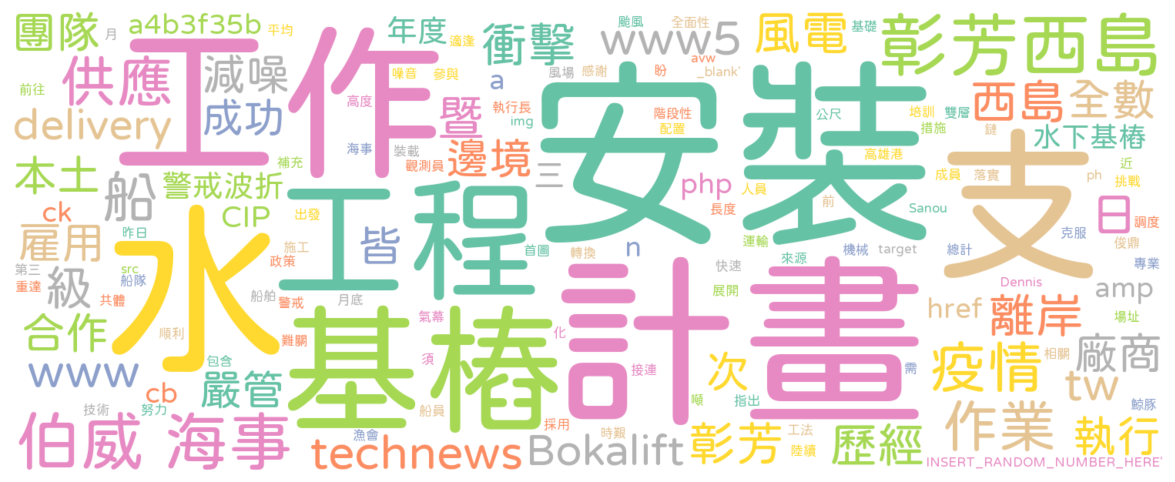 團隊
月
a4b3f35b
平均
年度
適逢
衝擊
颱風
www5
全面性
風電
基礎
彰芳西島
供應
減噪
工作
噪音
參與
a
風場
感謝
盼
avw
_blank`
前往
delivery
成功
高度
暨
執行長
img
安裝
階段性
配置
公尺
培訓
雙層
措施
鏈
西島
全數
水下基樁
本土
船
警戒波折
補充
海事
裝載
觀測員
邊境
三
php
長度
人員
高雄港
支
成員
落實
近
ph
挑戰
ck
昨日
CIP
出發
工程
皆
首圖
轉換
n
運輸
前
來源
Sanou
機械
target
總計
克服
日
調度
俊鼎
專業
雇用
第三
重達
級
src
船隊
共體
水
施工
政策
船舶
警戒
月底
快速
展開
Dennis
href
離岸
amp
場址
合作
順利
難關
基樁
氣幕
須
計畫
化
接連
www
cb
包含
嚴管
技術
努力
漁會
船員
採用
時艱
次
噸
指出
需
疫情
相關
廠商
tw
鯨豚
伯威 海事
technews
Bokalift
彰芳
工法
陸續
歷經
作業
執行
INSERT_RANDOM_NUMBER_HERE'